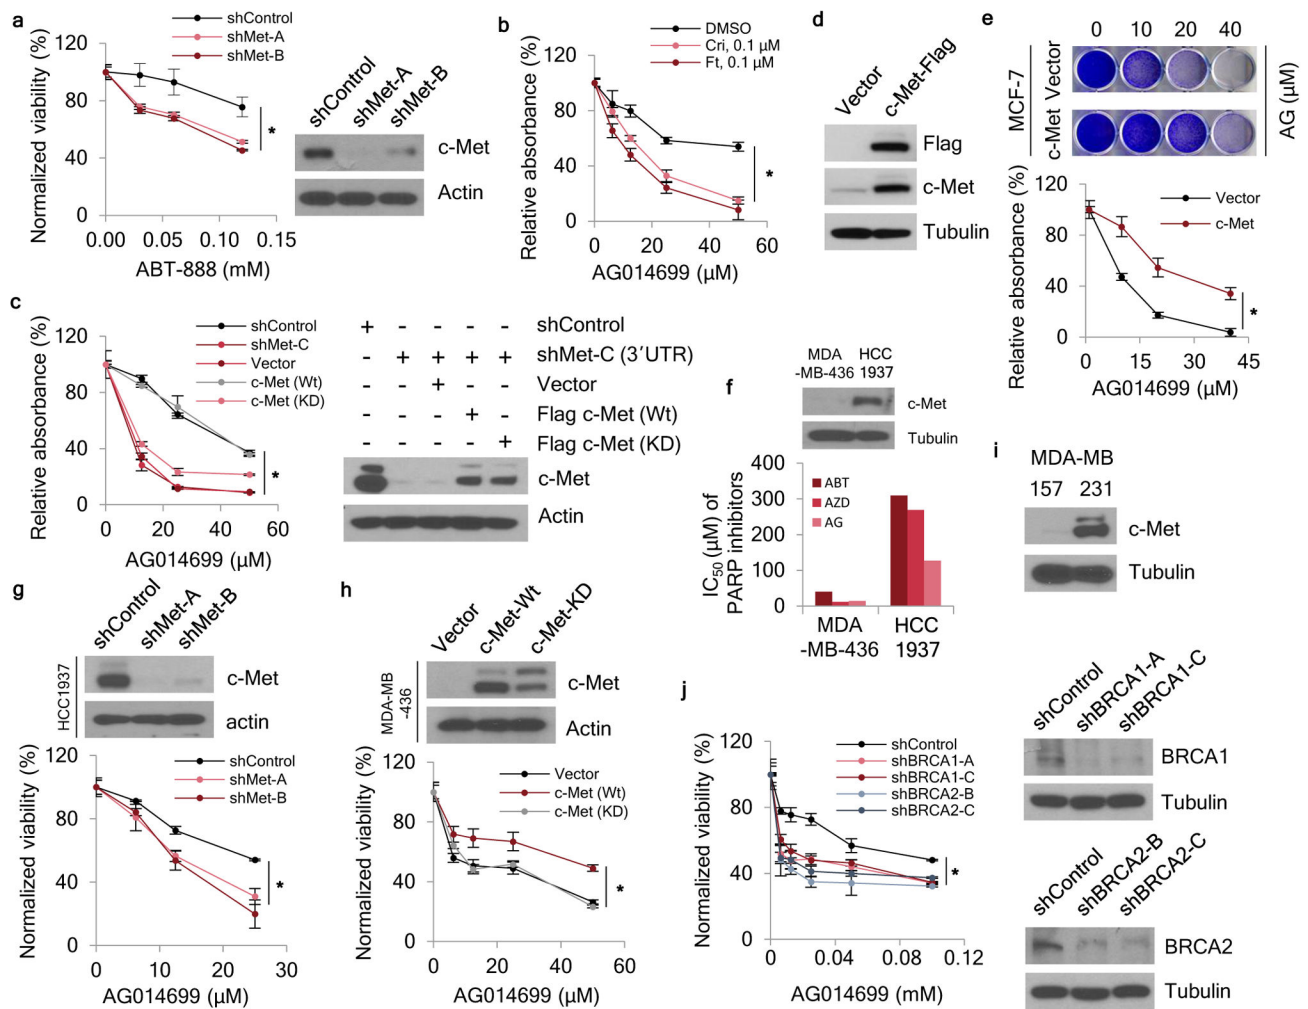 a
shControl
shMet-A
shMet-B
Normalized viability (%)
120
80
40
0
0.00 0.05 0.10 0.15
ABT-888 (mM)
*
shControl
shMet-A
shMet-B
c-Met
Actin
b
DMSO
Cri, 0.1 µM
Ft, 0.1 µM
Relative absorbance (%)
120
80
40
0
0 20 40 60
AG014699 (µM)
*
d
Vector
c-Met-Flag
Flag
c-Met
Tubulin
e
0 10 20 40
MCF-7
Vector
c-Met
AG (µM)
Relative absorbance (%)
120
80
40
0
Vector
c-Met
*
0 15 30 45
AG014699 (µM)
c
Relative absorbance (%)
120
80
40
0
shControl
shMet-C
Vector
c-Met (Wt)
c-Met (KD)
*
0 20 40 60
AG014699 (µM)
+ - - - - shControl
- + + + + shMet-C (3′UTR)
- - + - - Vector
- - - + - Flag c-Met (Wt)
- - - - + Flag c-Met (KD)
c-Met
Actin
f
MDA HCC
-MB-436 1937
c-Met
Tubulin
IC50 (µM) of
PARP inhibitors
400
300
200
100
0
ABT
AZD
AG
MDA HCC
-MB-436 1937
i
MDA-MB
157 231
c-Met
Tubulin
g
shControl
shMet-A
shMet-B
HCC1937
c-Met
actin
Normalized viability (%)
120
80
40
0
shControl
shMet-A
shMet-B
*
0 10 20 30
AG014699 (µM)
h
Vector
c-Met-Wt
c-Met-KD
MDA-MB
-436
c-Met
Actin
Normalized viability (%)
120
80
40
0
Vector
c-Met (Wt)
c-Met (KD)
*
0 20 40 60
AG014699 (µM)
j
Normalized viability (%)
120
80
40
0
shControl
shBRCA1-A
shBRCA1-C
shBRCA2-B
shBRCA2-C
*
0 0.04 0.08 0.12
AG014699 (mM)
shControl
shBRCA1-A
shBRCA1-C
BRCA1
Tubulin
shControl
shBRCA2-B
shBRCA2-C
BRCA2
Tubulin